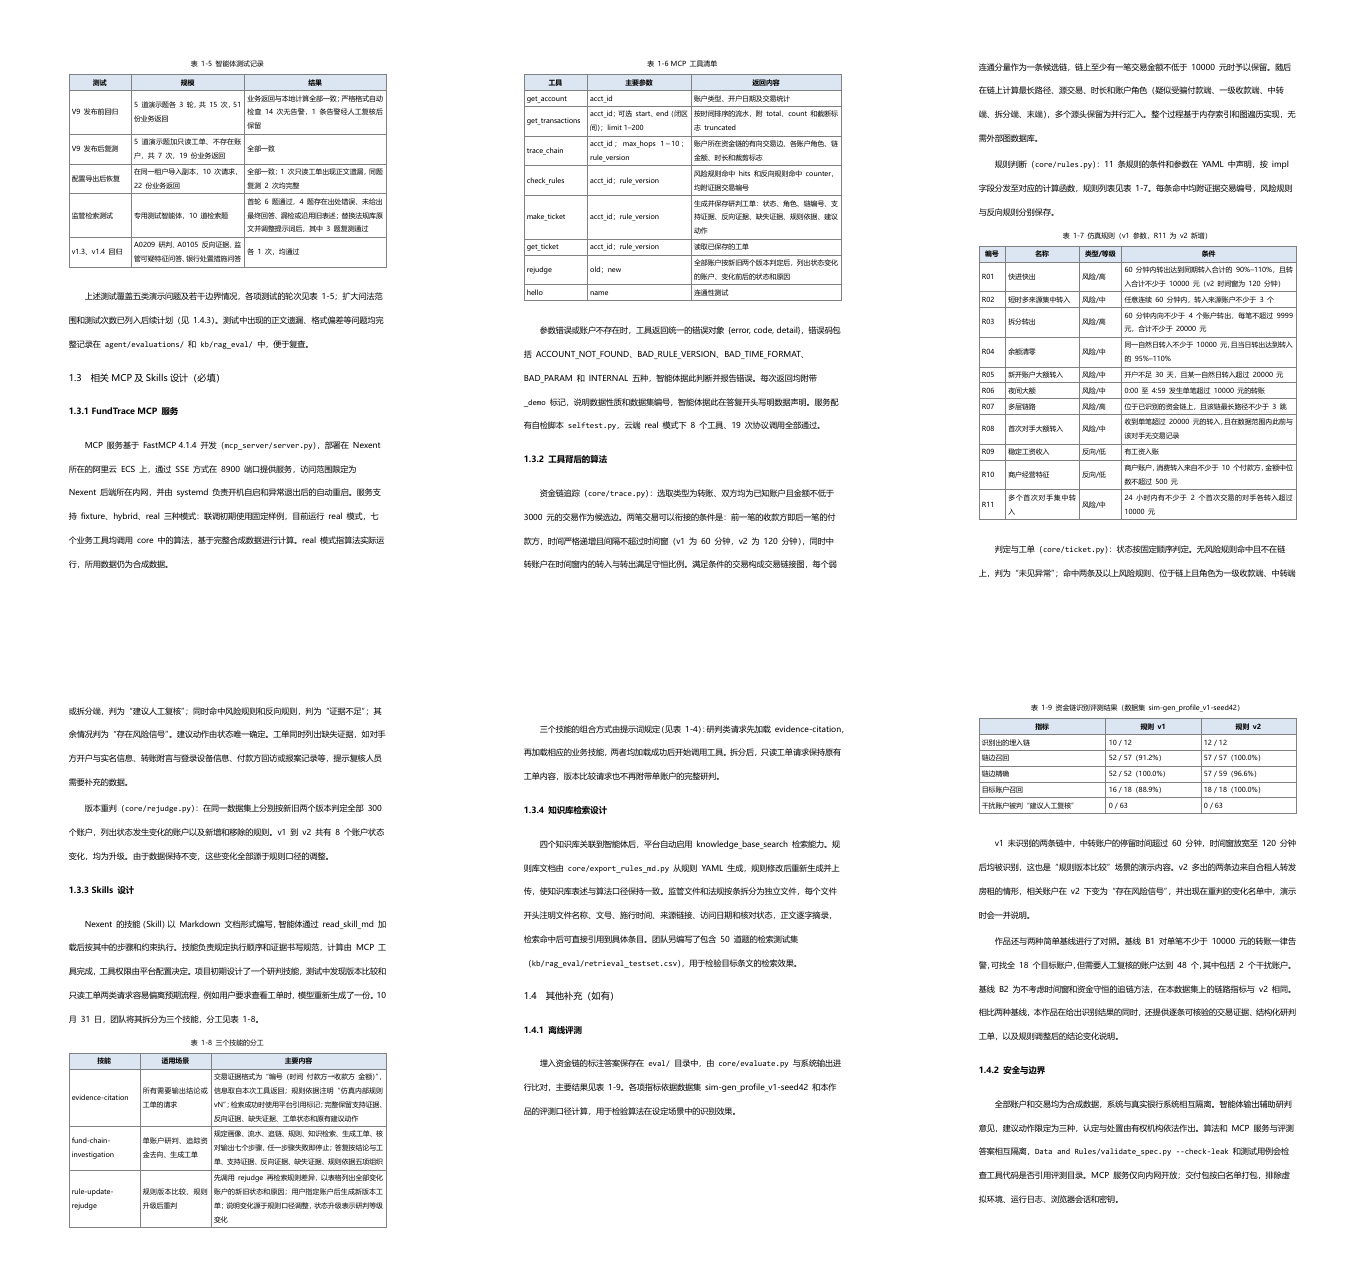 表 1-5 智能体测试记录
测试 规模 结果
V9 发布前回归 5 道演示题各 3 轮, 共 15 次, 51 份业务返回 业务返回与本地计算全部一致; 严格格式自动检查 14 次无告警, 1 条告警经人工复核后保留
V9 发布后复测 5 道演示题加只读工单、不存在账户, 共 7 次, 19 份业务返回 全部一致
配置导出后恢复 在同一租户导入副本, 10 次请求, 22 份业务返回 全部一致; 1 次只读工单出现正文遗漏, 同题复测 2 次均完整
监管检索测试 专用测试智能体, 10 道检索题 首轮 6 题通过, 4 题存在出处错误、未给出最终回答、漏检或沿用旧表述; 替换法规库原文并调整提示词后, 其中 3 题复测通过
v1.3、v1.4 回归 A0209 研判, A0105 反向证据, 监管可疑特征问答、银行处置措施问答 各 1 次, 均通过
上述测试覆盖五类演示问题及若干边界情况, 各项测试的轮次见表 1-5; 扩大问法范
围和测试次数已列入后续计划 (见 1.4.3)。测试中出现的正文遗漏、格式偏差等问题均完
整记录在 agent/evaluations/ 和 kb/rag_eval/ 中, 便于复查。
1.3 相关 MCP 及 Skills 设计 (必填)
1.3.1 FundTrace MCP 服务
MCP 服务基于 FastMCP 4.1.4 开发 (mcp_server/server.py), 部署在 Nexent
所在的阿里云 ECS 上, 通过 SSE 方式在 8900 端口提供服务, 访问范围限定为
Nexent 后端所在内网, 并由 systemd 负责开机自启和异常退出后的自动重启。服务支
持 fixture、hybrid、real 三种模式: 联调初期使用固定样例, 目前运行 real 模式, 七
个业务工具均调用 core 中的算法, 基于完整合成数据进行计算。real 模式指算法实际运
行, 所用数据仍为合成数据。
表 1-6 MCP 工具清单
工具 主要参数 返回内容
get_account acct_id 账户类型、开户日期及交易统计
get_transactions acct_id; 可选 start、end (闭区间); limit 1–200 按时间排序的流水, 附 total、count 和截断标志 truncated
trace_chain acct_id; max_hops 1–10; rule_version 账户所在资金链的有向交易边、各账户角色、链金额、时长和裁剪标志
check_rules acct_id; rule_version 风险规则命中 hits 和反向规则命中 counter, 均附证据交易编号
make_ticket acct_id; rule_version 生成并保存研判工单: 状态、角色、链编号、支持证据、反向证据、缺失证据、规则依据、建议动作
get_ticket acct_id; rule_version 读取已保存的工单
rejudge old; new 全部账户按新旧两个版本判定后, 列出状态变化的账户、变化前后的状态和原因
hello name 连通性测试
参数错误或账户不存在时, 工具返回统一的错误对象 {error, code, detail}, 错误码包
括 ACCOUNT_NOT_FOUND、BAD_RULE_VERSION、BAD_TIME_FORMAT、
BAD_PARAM 和 INTERNAL 五种, 智能体据此判断并报告错误。每次返回均附带
_demo 标记, 说明数据性质和数据集编号, 智能体据此在答复开头写明数据声明。服务配
有自检脚本 selftest.py, 云端 real 模式下 8 个工具、19 次协议调用全部通过。
1.3.2 工具背后的算法
资金链追踪 (core/trace.py): 选取类型为转账、双方均为已知账户且金额不低于
3000 元的交易作为候选边。两笔交易可以衔接的条件是: 前一笔的收款方即后一笔的付
款方, 时间严格递增且间隔不超过时间窗 (v1 为 60 分钟, v2 为 120 分钟), 同时中
转账户在时间窗内的转入与转出满足守恒比例。满足条件的交易构成交易链接图, 每个弱
连通分量作为一条候选链, 链上至少有一笔交易金额不低于 10000 元时予以保留。随后
在链上计算最长路径、源交易、时长和账户角色 (疑似受骗付款端、一级收款端、中转
端、拆分端、末端), 多个源头保留为并行汇入。整个过程基于内存索引和图遍历实现, 无
需外部图数据库。
规则判断 (core/rules.py): 11 条规则的条件和参数在 YAML 中声明, 按 impl
字段分发至对应的计算函数, 规则列表见表 1-7。每条命中均附证据交易编号, 风险规则
与反向规则分别保存。
表 1-7 仿真规则 (v1 参数, R11 为 v2 新增)
编号 名称 类型/等级 条件
R01 快进快出 风险/高 60 分钟内转出达到同期转入合计的 90%–110%, 且转入合计不少于 10000 元 (v2 时间窗为 120 分钟)
R02 短时多来源集中转入 风险/中 任意连续 60 分钟内, 转入来源账户不少于 3 个
R03 拆分转出 风险/高 60 分钟内向不少于 4 个账户转出, 每笔不超过 9999 元, 合计不少于 20000 元
R04 余额清零 风险/中 同一自然日转入不少于 10000 元, 且当日转出达到转入的 95%–110%
R05 新开账户大额转入 风险/中 开户不足 30 天, 且某一自然日转入超过 20000 元
R06 夜间大额 风险/中 0:00 至 4:59 发生单笔超过 10000 元的转账
R07 多层链路 风险/高 位于已识别的资金链上, 且该链最长路径不少于 3 跳
R08 首次对手大额转入 风险/中 收到单笔超过 20000 元的转入, 且在数据范围内此前与该对手无交易记录
R09 稳定工资收入 反向/低 有工资入账
R10 商户经营特征 反向/低 商户账户, 消费转入来自不少于 10 个付款方, 金额中位数不超过 500 元
R11 多个首次对手集中转入 风险/中 24 小时内有不少于 2 个首次交易的对手各转入超过 10000 元
判定与工单 (core/ticket.py): 状态按固定顺序判定。无风险规则命中且不在链
上, 判为 “未见异常”; 命中两条及以上风险规则、位于链上且角色为一级收款端、中转端
或拆分端, 判为 “建议人工复核”; 同时命中风险规则和反向规则, 判为 “证据不足”; 其
余情况判为 “存在风险信号”。建议动作由状态唯一确定。工单同时列出缺失证据, 如对手
方开户与实名信息、转账附言与登录设备信息、付款方回访或报案记录等, 提示复核人员
需要补充的数据。
版本重判 (core/rejudge.py): 在同一数据集上分别按新旧两个版本判定全部 300
个账户, 列出状态发生变化的账户以及新增和移除的规则。v1 到 v2 共有 8 个账户状态
变化, 均为升级。由于数据保持不变, 这些变化全部源于规则口径的调整。
1.3.3 Skills 设计
Nexent 的技能 (Skill) 以 Markdown 文档形式编写, 智能体通过 read_skill_md 加
载后按其中的步骤和约束执行。技能负责规定执行顺序和证据书写规范, 计算由 MCP 工
具完成, 工具权限由平台配置决定。项目初期设计了一个研判技能, 测试中发现版本比较和
只读工单两类请求容易偏离预期流程, 例如用户要求查看工单时, 模型重新生成了一份。10
月 31 日, 团队将其拆分为三个技能, 分工见表 1-8。
表 1-8 三个技能的分工
技能 适用场景 主要内容
evidence-citation 所有需要输出结论或工单的请求 交易证据格式为 “编号 (时间 付款方→收款方 金额)”, 信息取自本次工具返回; 规则依据注明 “仿真内部规则 vN”; 检索成功时使用平台引用标记; 完整保留支持证据、反向证据、缺失证据、工单状态和原有建议动作
fund-chain-investigation 单账户研判、追踪资金去向、生成工单 规定画像、流水、追链、规则、知识检索、生成工单、核对输出七个步骤, 任一步骤失败即停止; 答复按结论与工单、支持证据、反向证据、缺失证据、规则依据五项组织
rule-update-rejudge 规则版本比较、规则升级后重判 先调用 rejudge 再检索规则差异, 以表格列出全部变化账户的新旧状态和原因; 用户指定账户后生成新版本工单; 说明变化源于规则口径调整, 状态升级表示研判等级变化
三个技能的组合方式由提示词规定 (见表 1-4): 研判类请求先加载 evidence-citation,
再加载相应的业务技能, 两者均加载成功后开始调用工具。拆分后, 只读工单请求保持原有
工单内容, 版本比较请求也不再附带单账户的完整研判。
1.3.4 知识库检索设计
四个知识库关联到智能体后, 平台自动启用 knowledge_base_search 检索能力。规
则库文档由 core/export_rules_md.py 从规则 YAML 生成, 规则修改后重新生成并上
传, 使知识库表述与算法口径保持一致。监管文件和法规按条拆分为独立文件, 每个文件
开头注明文件名称、文号、施行时间、来源链接、访问日期和核对状态, 正文逐字摘录,
检索命中后可直接引用到具体条目。团队另编写了包含 50 道题的检索测试集
(kb/rag_eval/retrieval_testset.csv), 用于检验目标条文的检索效果。
1.4 其他补充 (如有)
1.4.1 离线评测
埋入资金链的标注答案保存在 eval/ 目录中, 由 core/evaluate.py 与系统输出进
行比对, 主要结果见表 1-9。各项指标依据数据集 sim-gen_profile_v1-seed42 和本作
品的评测口径计算, 用于检验算法在设定场景中的识别效果。
表 1-9 资金链识别评测结果 (数据集 sim-gen_profile_v1-seed42)
指标 规则 v1 规则 v2
识别出的埋入链 10 / 12 12 / 12
链边召回 52 / 57 (91.2%) 57 / 57 (100.0%)
链边精确 52 / 52 (100.0%) 57 / 59 (96.6%)
目标账户召回 16 / 18 (88.9%) 18 / 18 (100.0%)
干扰账户被判 “建议人工复核” 0 / 63 0 / 63
v1 未识别的两条链中, 中转账户的停留时间超过 60 分钟, 时间窗放宽至 120 分钟
后均被识别, 这也是 “规则版本比较” 场景的演示内容。v2 多出的两条边来自合租人转发
房租的情形, 相关账户在 v2 下变为 “存在风险信号”, 并出现在重判的变化名单中, 演示
时会一并说明。
作品还与两种简单基线进行了对照。基线 B1 对单笔不少于 10000 元的转账一律告
警, 可找全 18 个目标账户, 但需要人工复核的账户达到 48 个, 其中包括 2 个干扰账户。
基线 B2 为不考虑时间窗和资金守恒的追链方法, 在本数据集上的链路指标与 v2 相同。
相比两种基线, 本作品在给出识别结果的同时, 还提供逐条可核验的交易证据、结构化研判
工单, 以及规则调整后的结论变化说明。
1.4.2 安全与边界
全部账户和交易均为合成数据, 系统与真实银行系统相互隔离。智能体输出辅助研判
意见, 建议动作限定为三种, 认定与处置由有权机构依法作出。算法和 MCP 服务与评测
答案相互隔离, Data and Rules/validate_spec.py --check-leak 和测试用例会检
查工具代码是否引用评测目录。MCP 服务仅向内网开放; 交付包按白名单打包, 排除虚
拟环境、运行日志、浏览器会话和密钥。